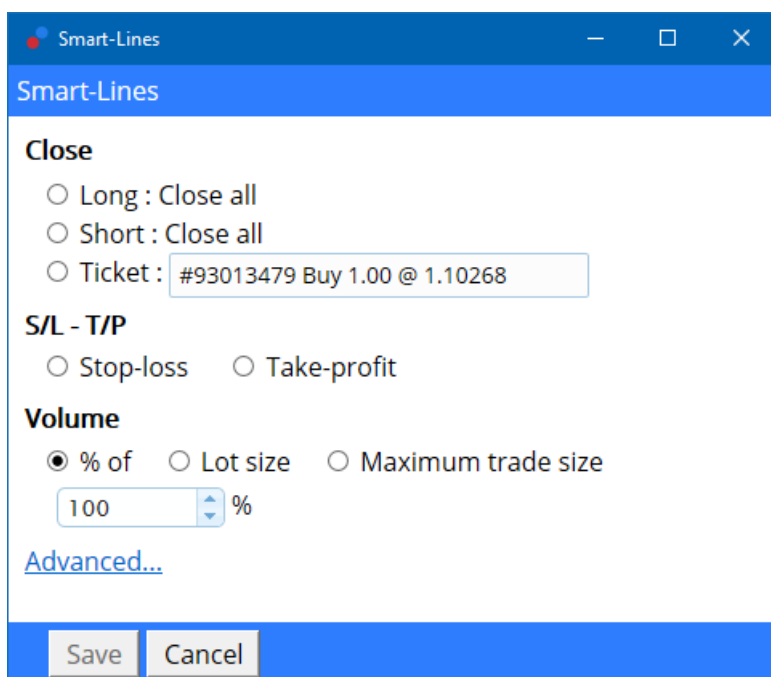 Smart-Lines
Smart-Lines
Close
Long : Close all
Short : Close all
Ticket : #93013479 Buy 1.00 @ 1.10268
S/L - T/P
Stop-loss Take-profit
Volume
% of Lot size Maximum trade size
100 %
Advanced...
Save Cancel